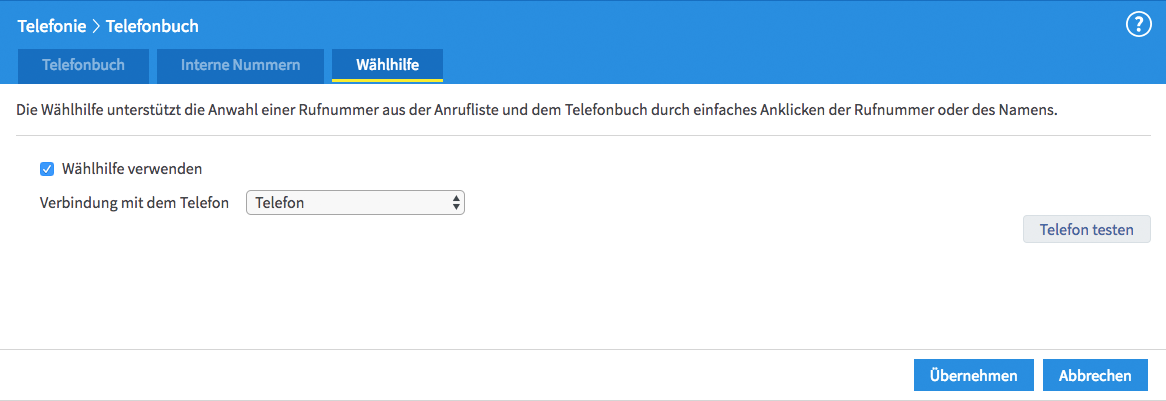 Telefonie > Telefonbuch
?
Telefonbuch Interne Nummern Wählhilfe
Die Wählhilfe unterstützt die Anwahl einer Rufnummer aus der Anrufliste und dem Telefonbuch durch einfaches Anklicken der Rufnummer oder des Namens.
Wählhilfe verwenden
Verbindung mit dem Telefon Telefon
Telefon testen
Übernehmen Abbrechen